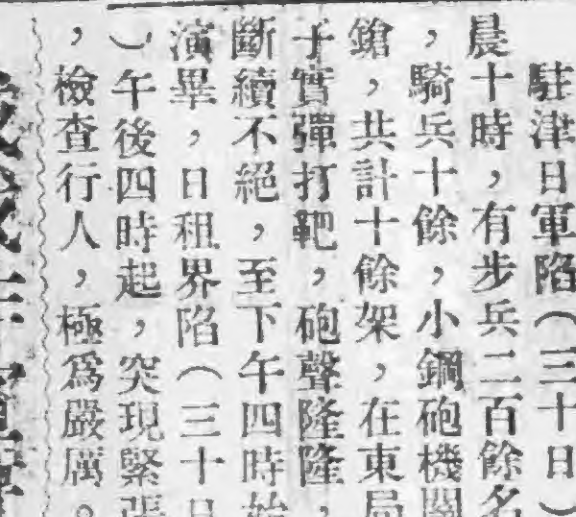 駐津日軍陷（三十日）
晨十時，有步兵二百餘名
，騎兵十餘，小鋼砲機關
鎗，共計十餘架，在東局
子實彈打靶，砲聲隆隆，
斷續不絕，至下午四時始
演畢，日租界陷（三十日
）午後四時起，突現緊張
，檢查行人，極爲嚴厲。